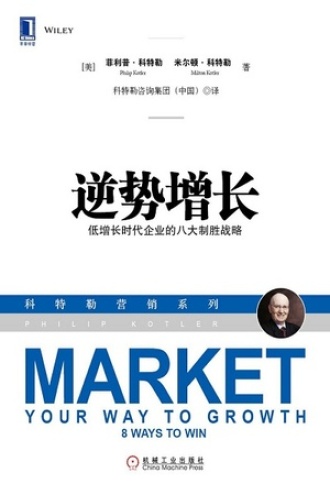 WILEY
[美] 菲利普·科特勒 米尔顿·科特勒 著
Philip Kotler Milton Kotler
科特勒咨询集团（中国）◎译
逆势增长
低增长时代企业的八大制胜战略
科特勒营销系列
PHILIP KOTLER
MARKET
YOUR WAY TO GROWTH
8 WAYS TO WIN
机械工业出版社
China Machine Press